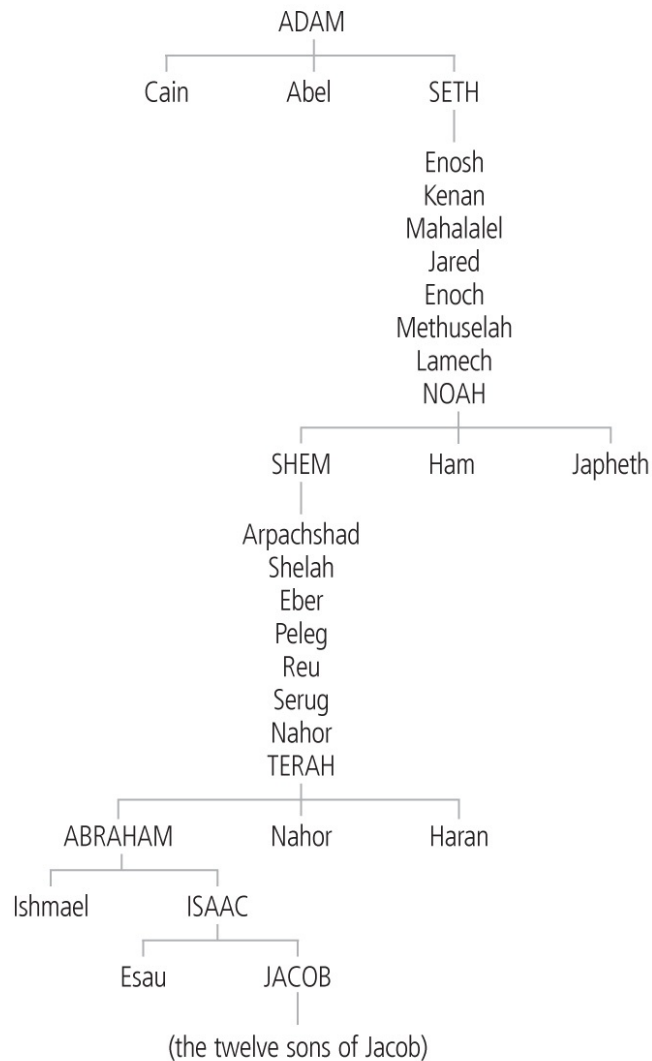 ADAM
Cain Abel SETH
Enosh
Kenan
Mahalalel
Jared
Enoch
Methuselah
Lamech
NOAH
SHEM Ham Japheth
Arpachshad
Shelah
Eber
Peleg
Reu
Serug
Nahor
TERAH
ABRAHAM Nahor Haran
Ishmael ISAAC
Esau JACOB
(the twelve sons of Jacob)